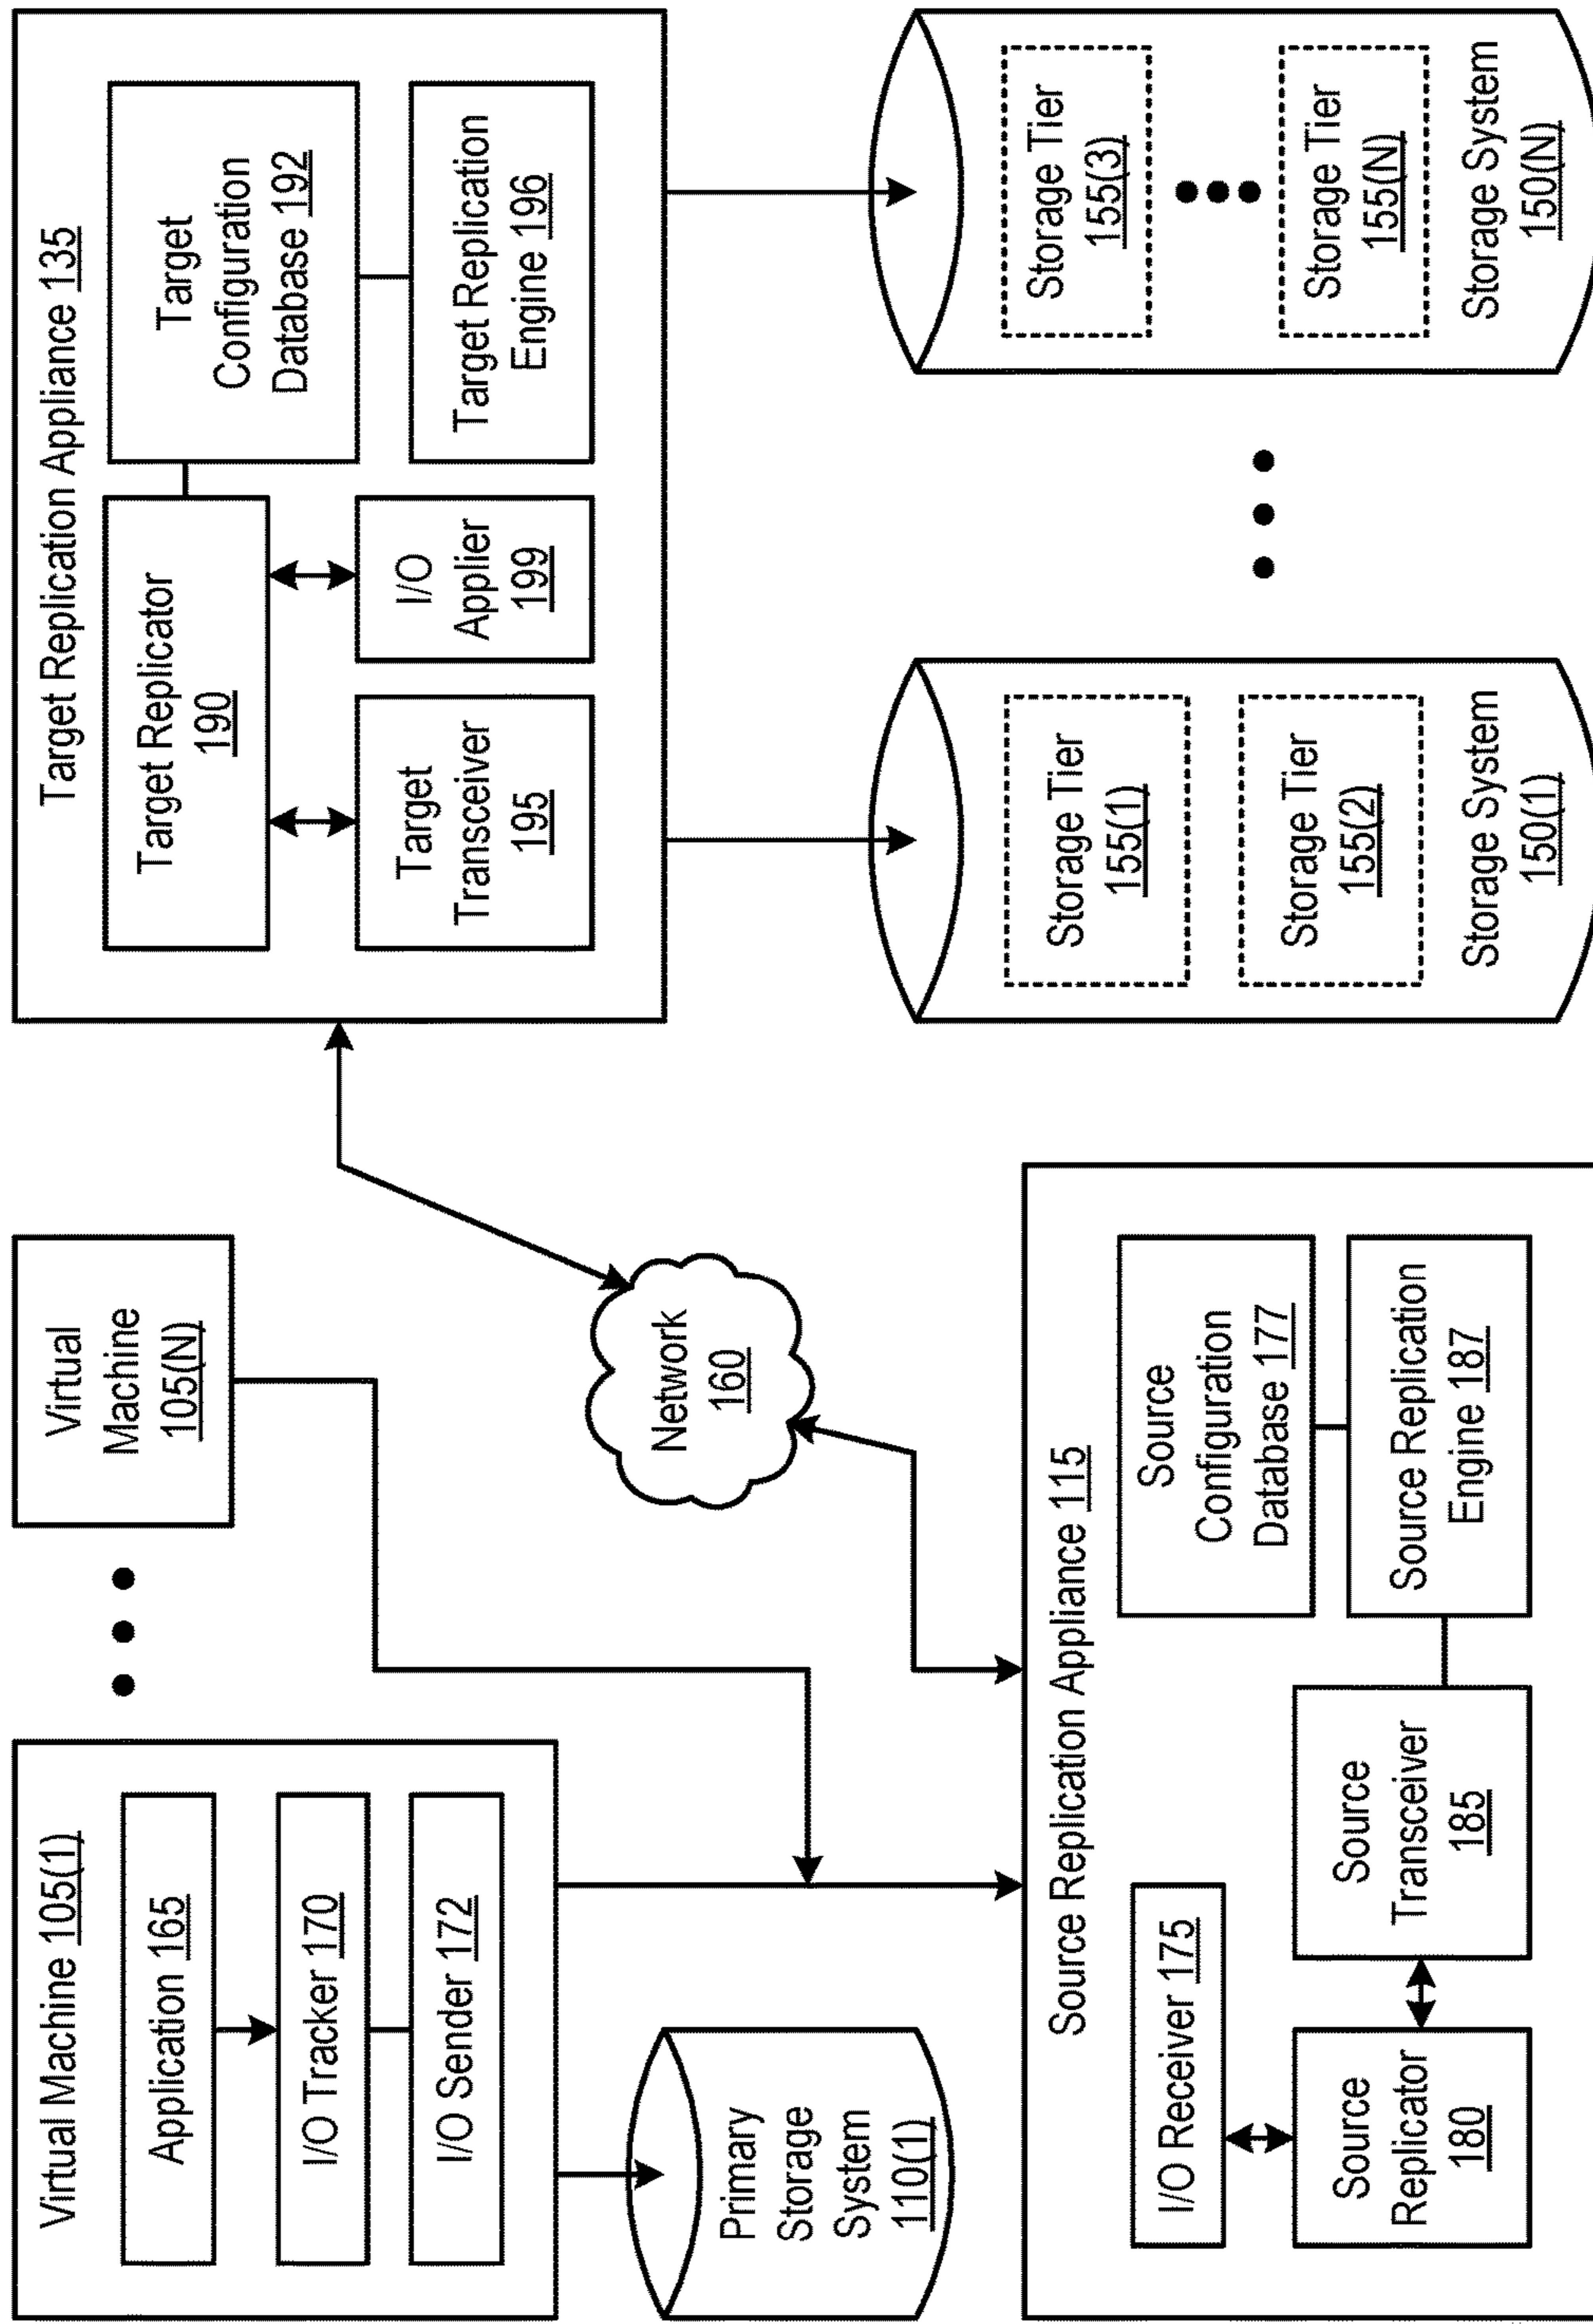 Virtual Machine 105(1)
Application 165
I/O Tracker 170
I/O Sender 172
Virtual
Machine
105(N)
Primary
Storage
System
110(1)
Network
160
Source Replication Appliance 115
I/O Receiver 175
Source
Replicator
180
Source
Transceiver
185
Source
Configuration
Database 177
Source Replication
Engine 187
Target Replication Appliance 135
Target Replicator
190
Target
Transceiver
195
I/O
Applier
199
Target
Configuration
Database 192
Target Replication
Engine 196
Storage Tier
155(1)
Storage Tier
155(2)
Storage System
150(1)
Storage Tier
155(3)
Storage Tier
155(N)
Storage System
150(N)